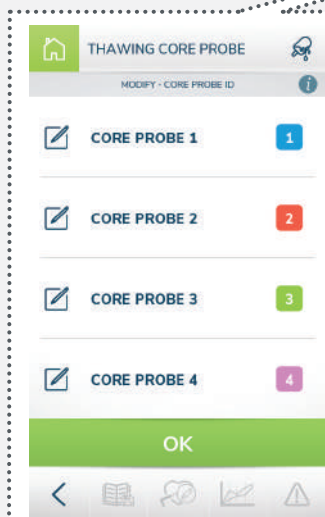 THAWING CORE PROBE
MODIFY - CORE PROBE ID
i
CORE PROBE 1
1
CORE PROBE 2
2
CORE PROBE 3
3
CORE PROBE 4
4
OK